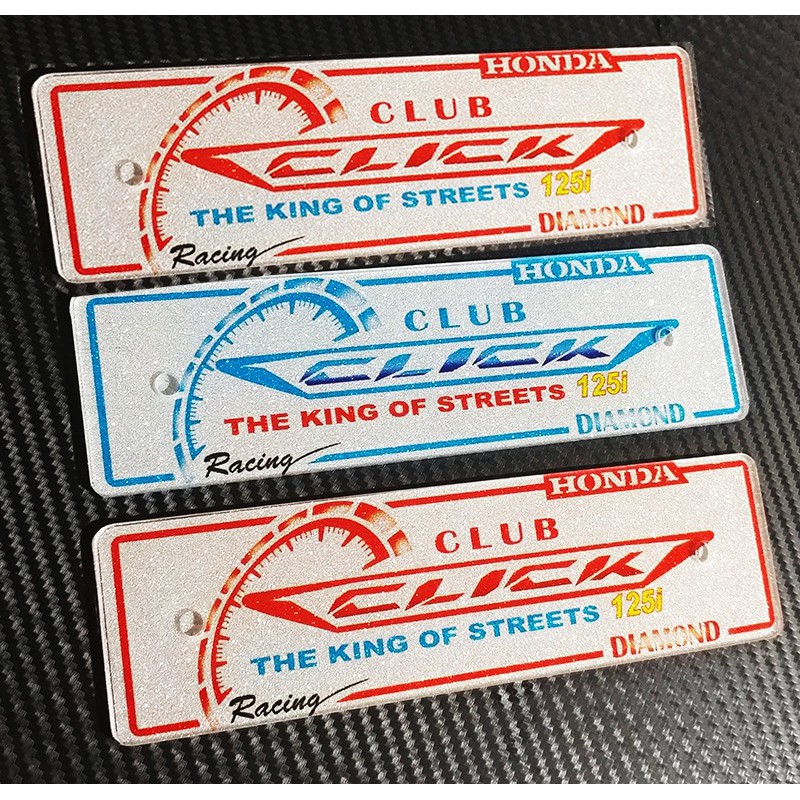 HONDA
CLUB
CLICK
THE KING OF STREETS 125i
DIAMOND
Racing
HONDA
CLUB
CLICK
THE KING OF STREETS 125i
DIAMOND
Racing
HONDA
CLUB
CLICK
THE KING OF STREETS 125i
DIAMOND
Racing